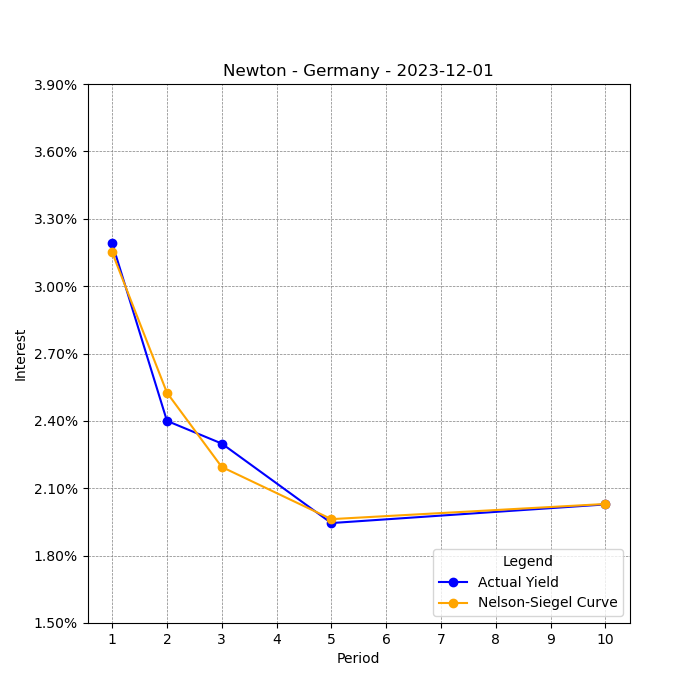 Newton - Germany - 2023-12-01
3.90%
3.60%
3.30%
3.00%
2.70%
2.40%
2.10%
1.80%
1.50%
Interest
1 2 3 4 5 6 7 8 9 10
Period
Legend
Actual Yield
Nelson-Siegel Curve